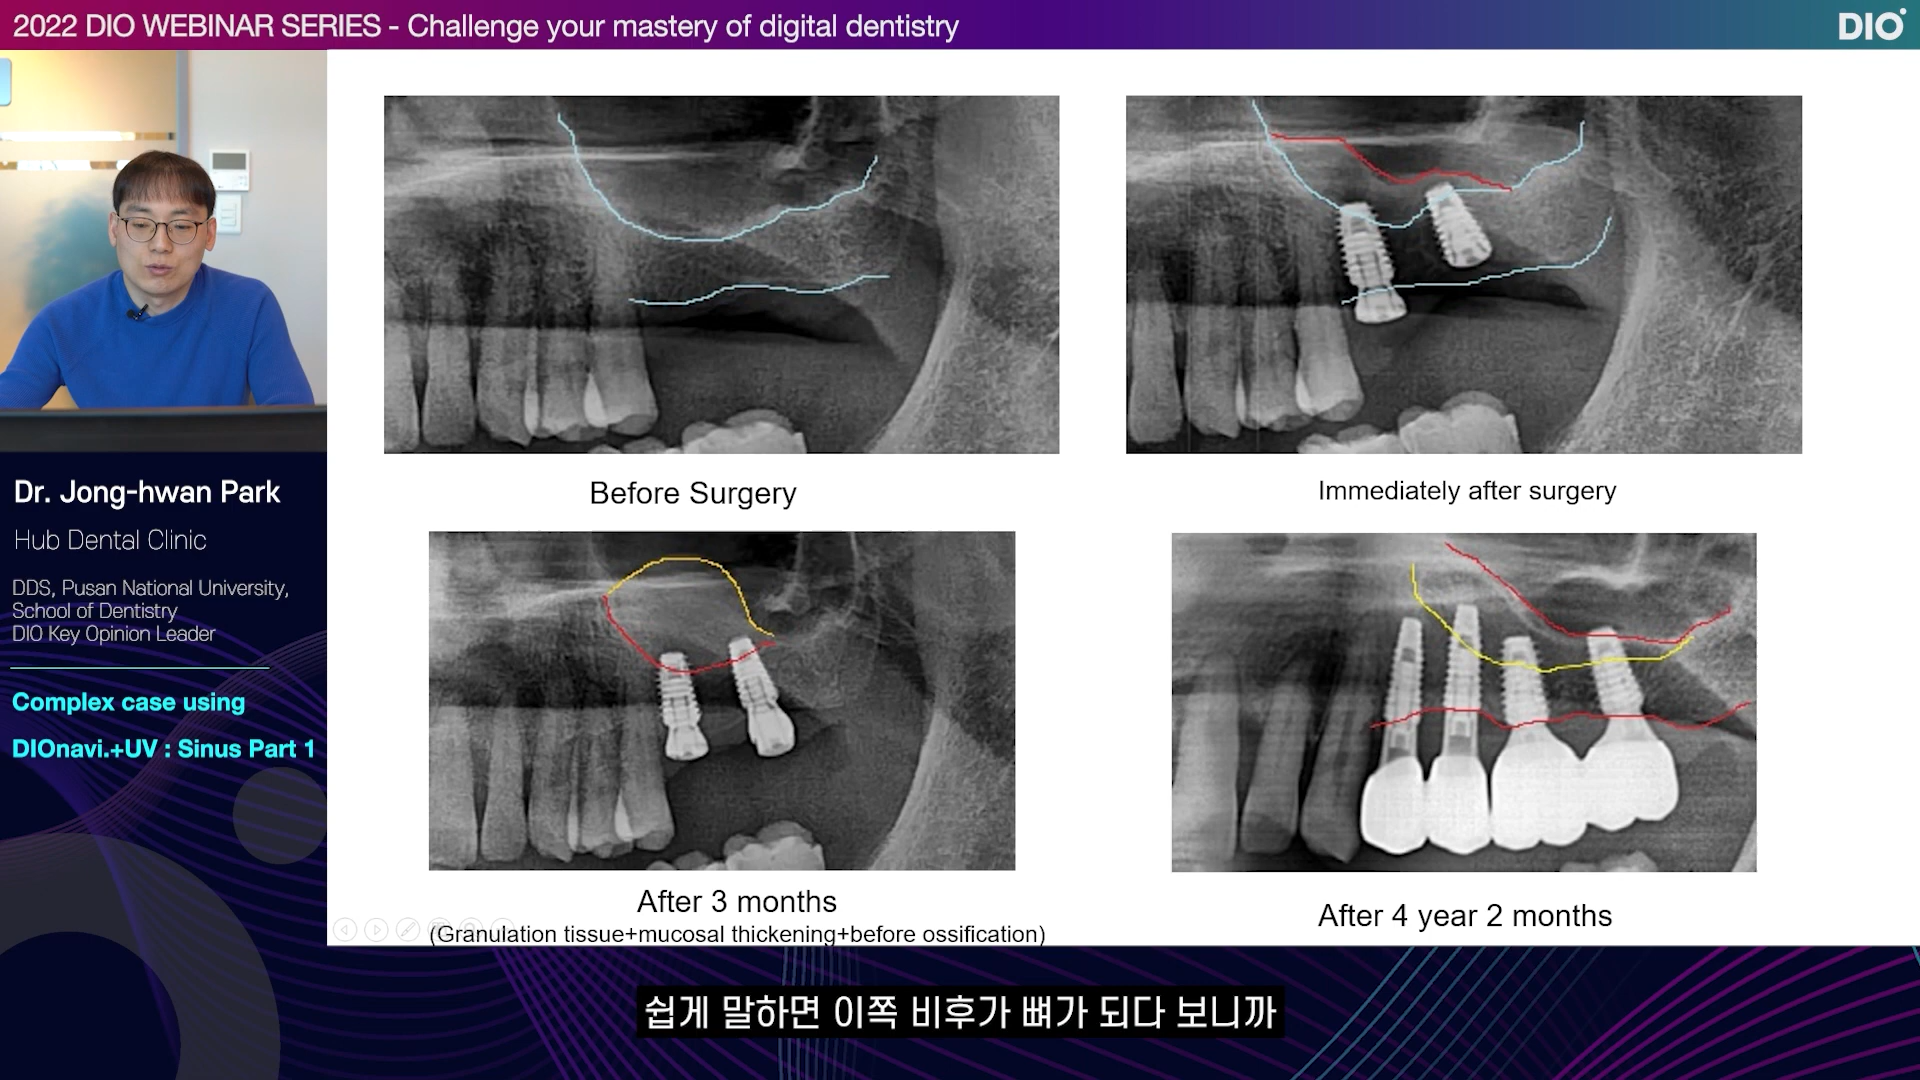 2022 DIO WEBINAR SERIES - Challenge your mastery of digital dentistry
DIO
Dr. Jong-hwan Park
Hub Dental Clinic
DDS, Pusan National University,
School of Dentistry
DIO Key Opinion Leader
Complex case using
DIOnavi.+UV : Sinus Part 1
Before Surgery
Immediately after surgery
After 3 months
(Granulation tissue+mucosal thickening+before ossification)
After 4 year 2 months
쉽게 말하면 이쪽 비후가 뼈가 되다 보니까